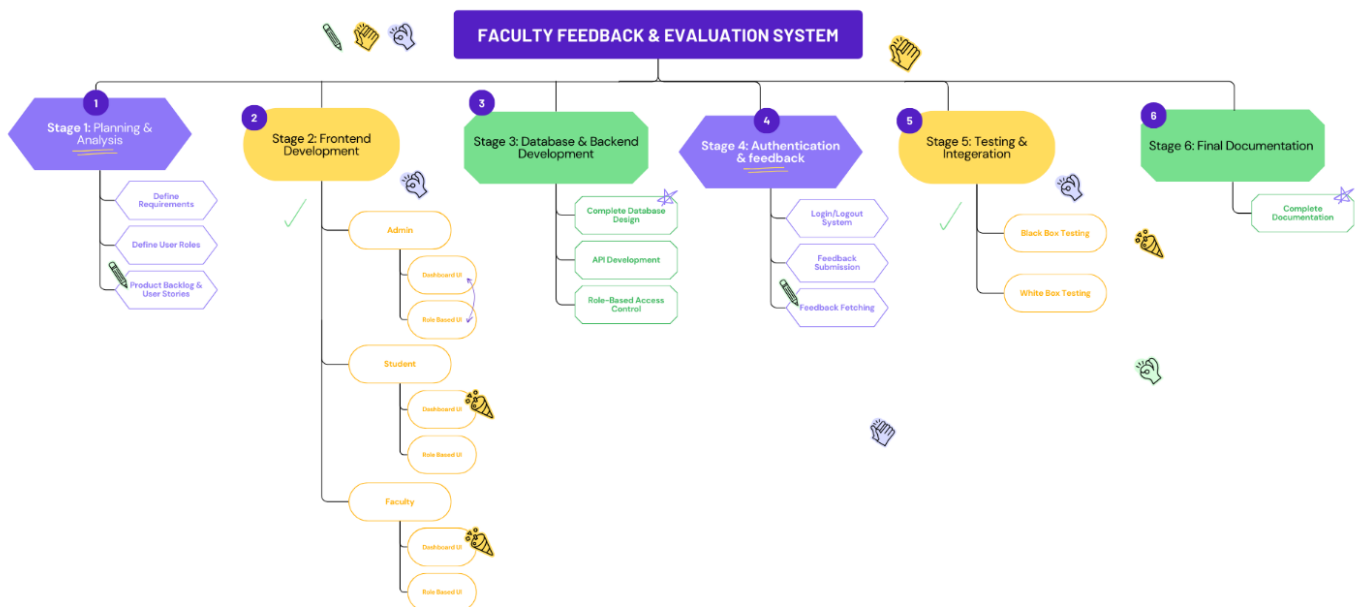 FACULTY FEEDBACK & EVALUATION SYSTEM
1
Stage 1: Planning &
Analysis
Define
Requirements
Define User Roles
Product Backlog &
User Stories
2
Stage 2: Frontend
Development
Admin
Dashboard UI
Role Based UI
Student
Dashboard UI
Role Based UI
Faculty
Dashboard UI
Role Based UI
3
Stage 3: Database & Backend
Development
Complete Database
Design
API Development
Role-Based Access
Control
4
Stage 4: Authentication
& feedback
Login/Logout
System
Feedback
Submission
Feedback Fetching
5
Stage 5: Testing &
Integeration
Black Box Testing
White Box Testing
6
Stage 6: Final Documentation
Complete
Documentation